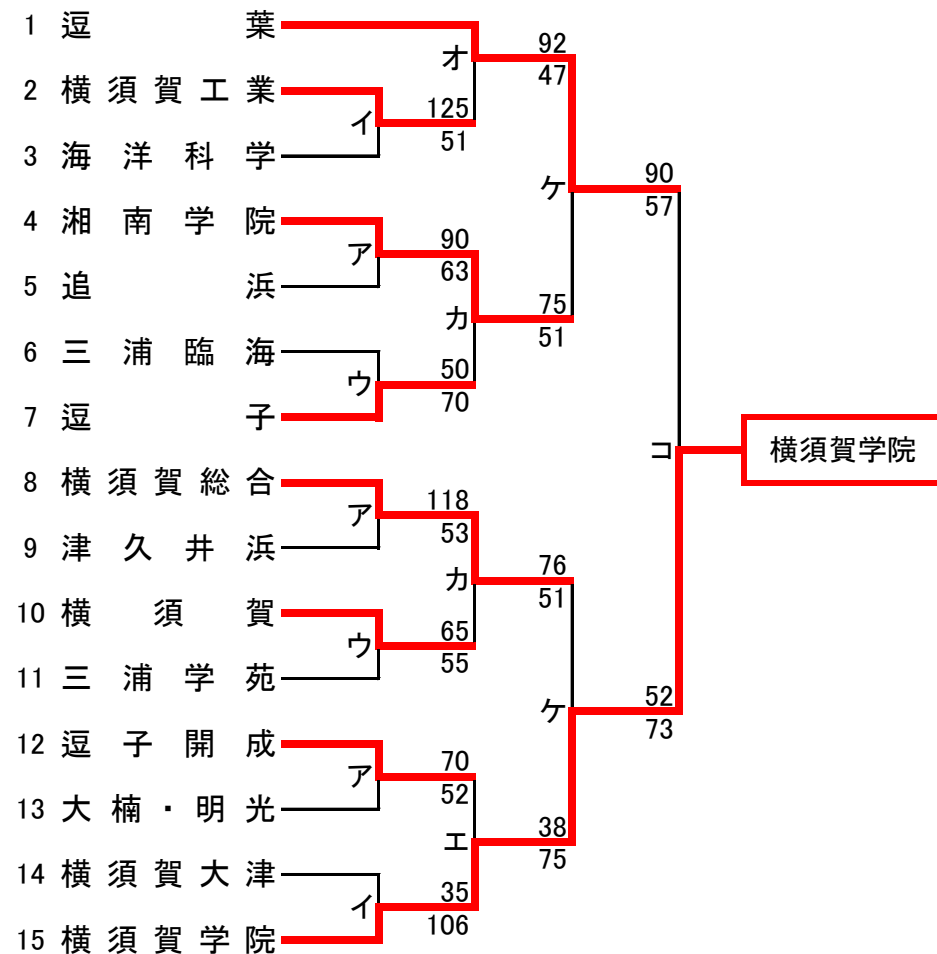 1 逗葉
2 横須賀工業
3 海洋科学
4 湘南学院
5 追浜
6 三浦臨海
7 逗子
8 横須賀総合
9 津久井浜
10 横須賀
11 三浦学苑
12 逗子開成
13 大楠・明光
14 横須賀大津
15 横須賀学院
イ
ア
ウ
ア
ウ
ア
イ
125
51
90
63
50
70
118
53
65
55
70
52
35
106
オ
カ
カ
エ
92
47
75
51
76
51
38
75
ケ
ケ
90
57
52
73
コ
横須賀学院